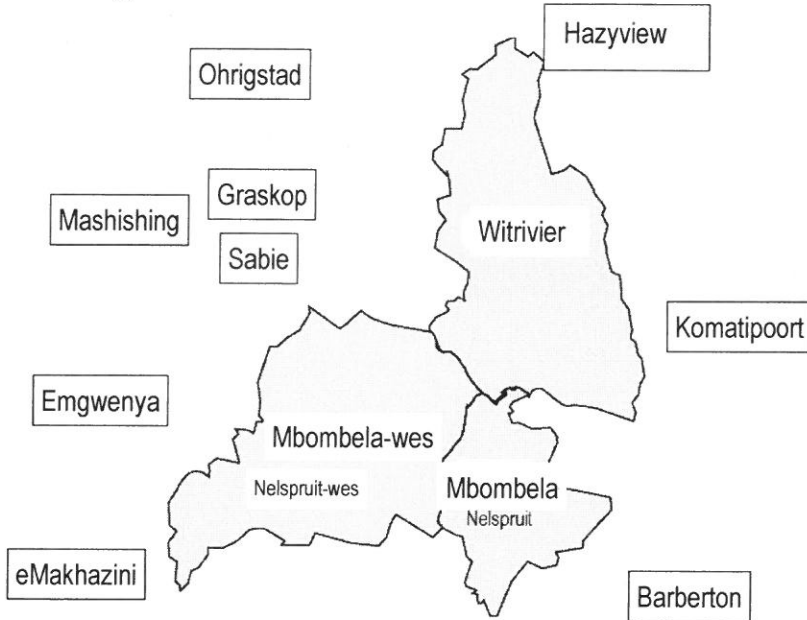 Hazyview
Ohrigstad
Graskop
Mashishing
Witrivier
Sabie
Komatipoort
Emgwenya
Mbombela-wes
Nelspruit-wes
Mbombela
Nelspruit
eMakhazini
Barberton